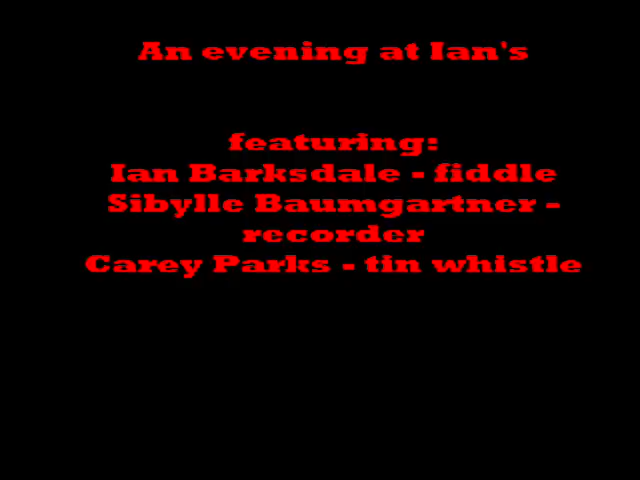 An evening at Ian's
featuring:
Ian Barksdale - fiddle
Sibylle Baumgartner -
recorder
Carey Parks - tin whistle